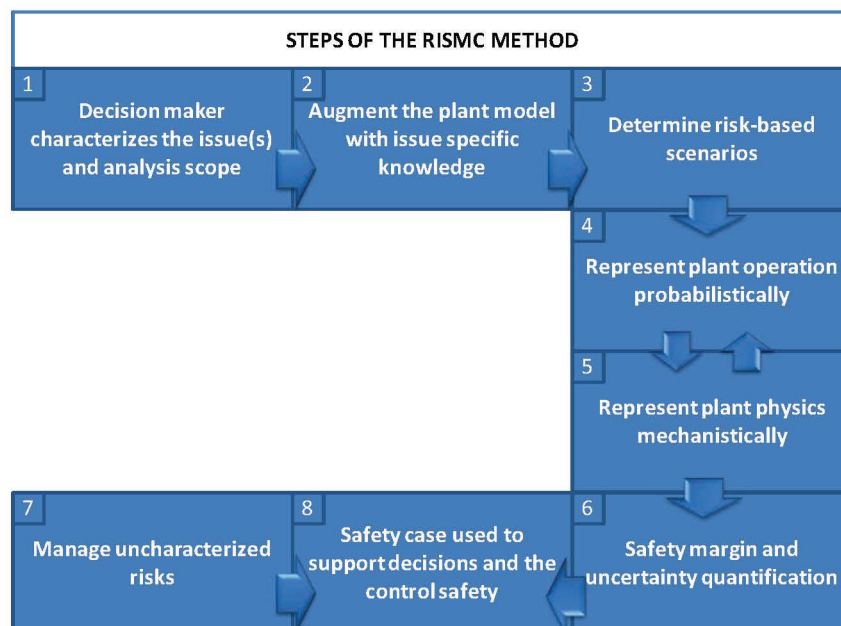 STEPS OF THE RISMC METHOD
1
Decision maker
characterizes the issue(s)
and analysis scope
2
Augment the plant model
with issue specific
knowledge
3
Determine risk-based
scenarios
4
Represent plant operation
probabilistically
5
Represent plant physics
mechanistically
6
Safety margin and
uncertainty quantification
7
Manage uncharacterized
risks
8
Safety case used to
support decisions and the
control safety